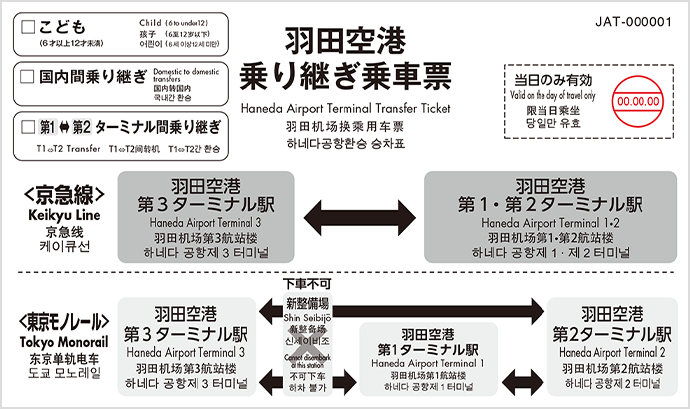 こども
(6才以上12才未満)
Child (6 to under12)
孩子 (6至12岁以下)
어린이 (6세 이상 12세 미만)
国内間乗り継ぎ
Domestic to domestic
transfers
国内转国内
국내간 환승
第1⇔第2 ターミナル間乗り継ぎ
T1⇔T2 Transfer T1⇔T2间转机 T1⇔T2간 환승
羽田空港
乗り継ぎ乗車票
Haneda Airport Terminal Transfer Ticket
羽田机场换乘用车票
하네다공항환승 승차표
JAT-000001
当日のみ有効
Valid on the day of travel only
限当日乘坐
당일만 유효
00.00.00
<京急線>
Keikyu Line
京急线
케이큐선
羽田空港
第3ターミナル駅
Haneda Airport Terminal 3
羽田机场第3航站楼
하네다 공항제 3 터미널
羽田空港
第1・第2ターミナル駅
Haneda Airport Terminal 1・2
羽田机场第1・第2航站楼
하네다 공항제 1・제 2 터미널
<東京モノレール>
Tokyo Monorail
东京单轨电车
도쿄 모노레일
羽田空港
第3ターミナル駅
Haneda Airport Terminal 3
羽田机场第3航站楼
하네다 공항제 3 터미널
下車不可
新整備場
Shin Seibijō
新整备场
신세이비조
Cannot disembark
at this station
不可下车
하차 불가
羽田空港
第1ターミナル駅
Haneda Airport Terminal 1
羽田机场第1航站楼
하네다 공항제 1 터미널
羽田空港
第2ターミナル駅
Haneda Airport Terminal 2
羽田机场第2航站楼
하네다 공항제 2 터미널